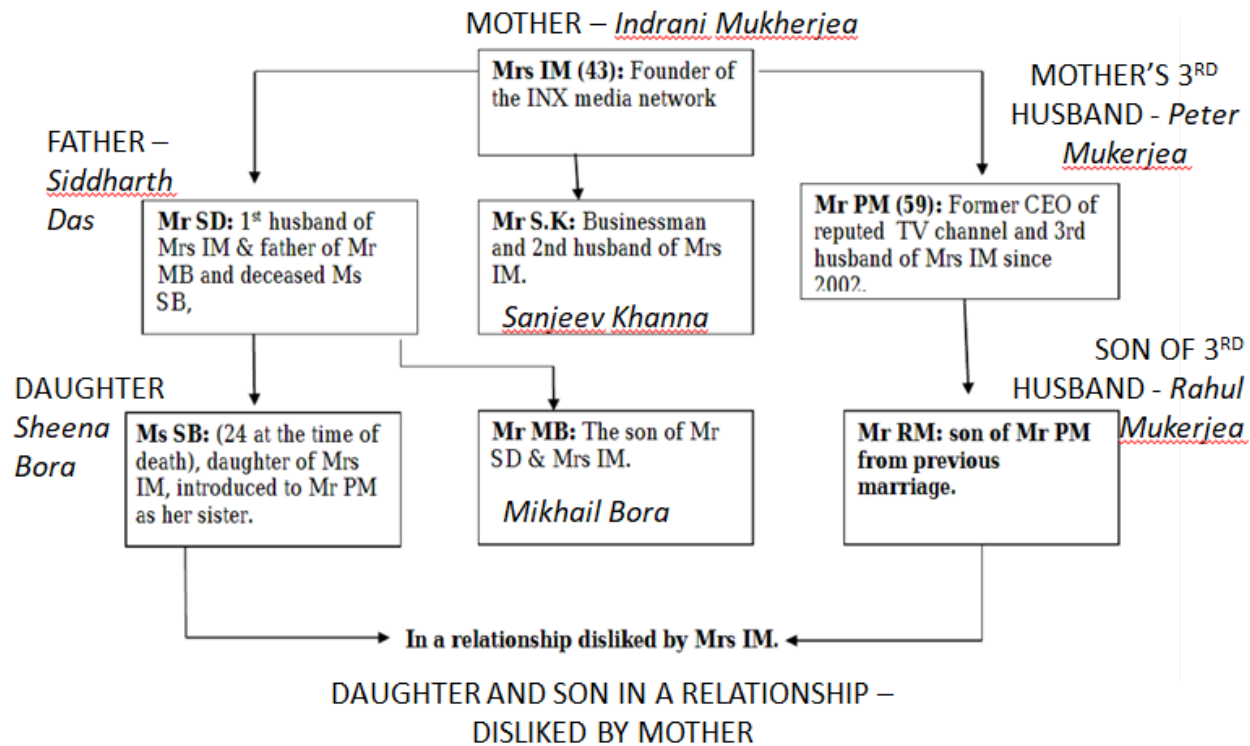 MOTHER – Indrani Mukherjea
Mrs IM (43): Founder of
the INX media network
MOTHER'S 3RD
HUSBAND - Peter
Mukerjea
FATHER –
Siddharth
Das
Mr SD: 1st husband of
Mrs IM & father of Mr
MB and deceased Ms
SB,
Mr S.K: Businessman
and 2nd husband of Mrs
IM.
Sanjeev Khanna
Mr PM (59): Former CEO of
reputed TV channel and 3rd
husband of Mrs IM since
2002.
SON OF 3RD
HUSBAND - Rahul
Mukerjea
DAUGHTER
Sheena
Bora
Ms SB: (24 at the time of
death), daughter of Mrs
IM, introduced to Mr PM
as her sister.
Mr MB: The son of Mr
SD & Mrs IM.
Mikhail Bora
Mr RM: son of Mr PM
from previous
marriage.
In a relationship disliked by Mrs IM.
DAUGHTER AND SON IN A RELATIONSHIP –
DISLIKED BY MOTHER